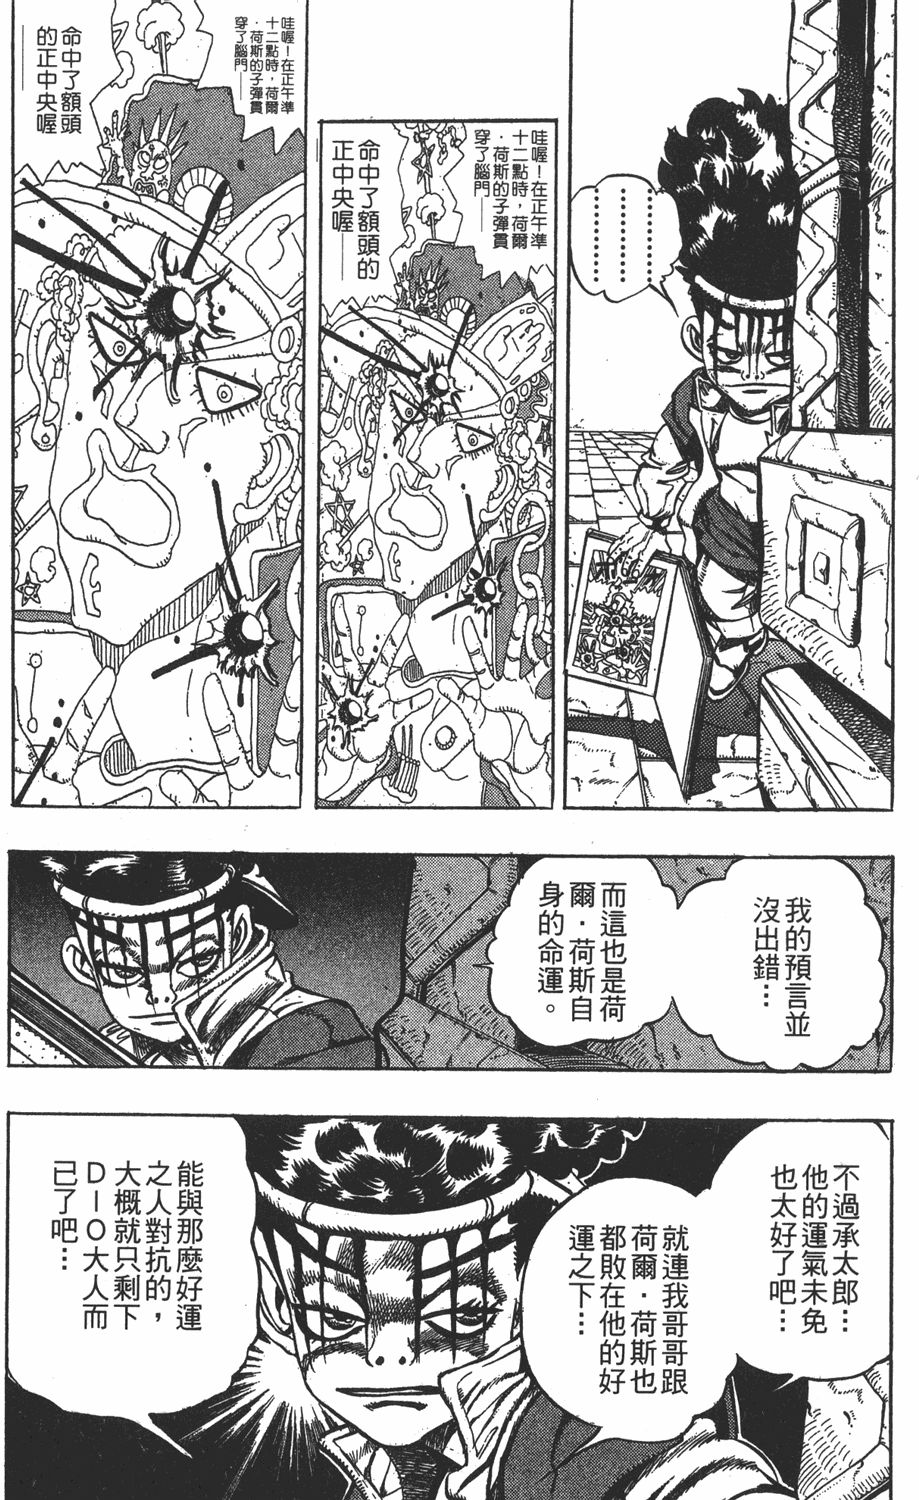 …………
…………
哇喔！在正午準
十二點時，荷爾
．荷斯的子彈貫
穿了腦門——
命中了額頭的
正中央喔——
哇喔！在正午準
十二點時，荷爾
．荷斯的子彈貫
穿了腦門——
命中了額頭
的正中央喔
——
我的預言並
沒出錯…
而這也是荷
爾．荷斯自
身的命運。
不過承太郎…
他的運氣未免
也太好了吧…
就連我哥哥跟
荷爾．荷斯也
都敗在他的好
運之下…
能與那麼好運
之人對抗的，
大概就只剩下
DIO大人而
已了吧…